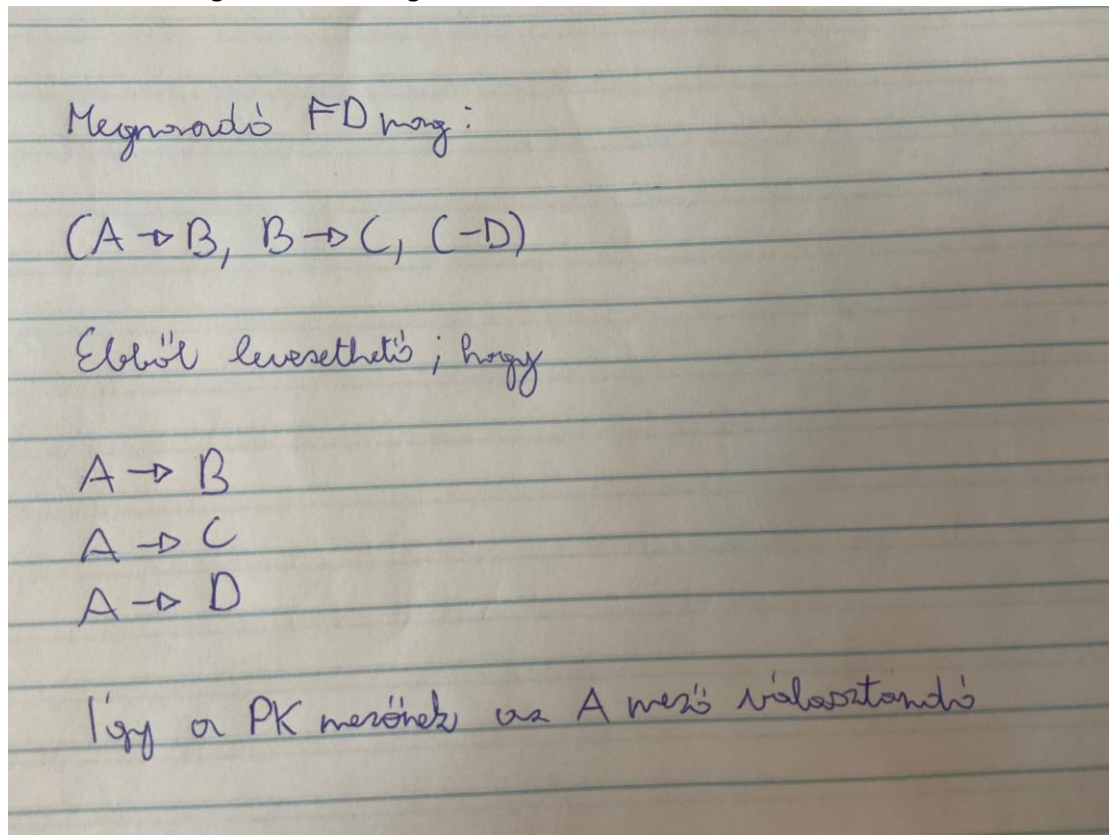 Megmaradó FD mag:
(A → B, B → C, C-D)
Ebből levezethető, hogy
A → B
A → C
A → D
Így a PK mezőnek az A mező választandó